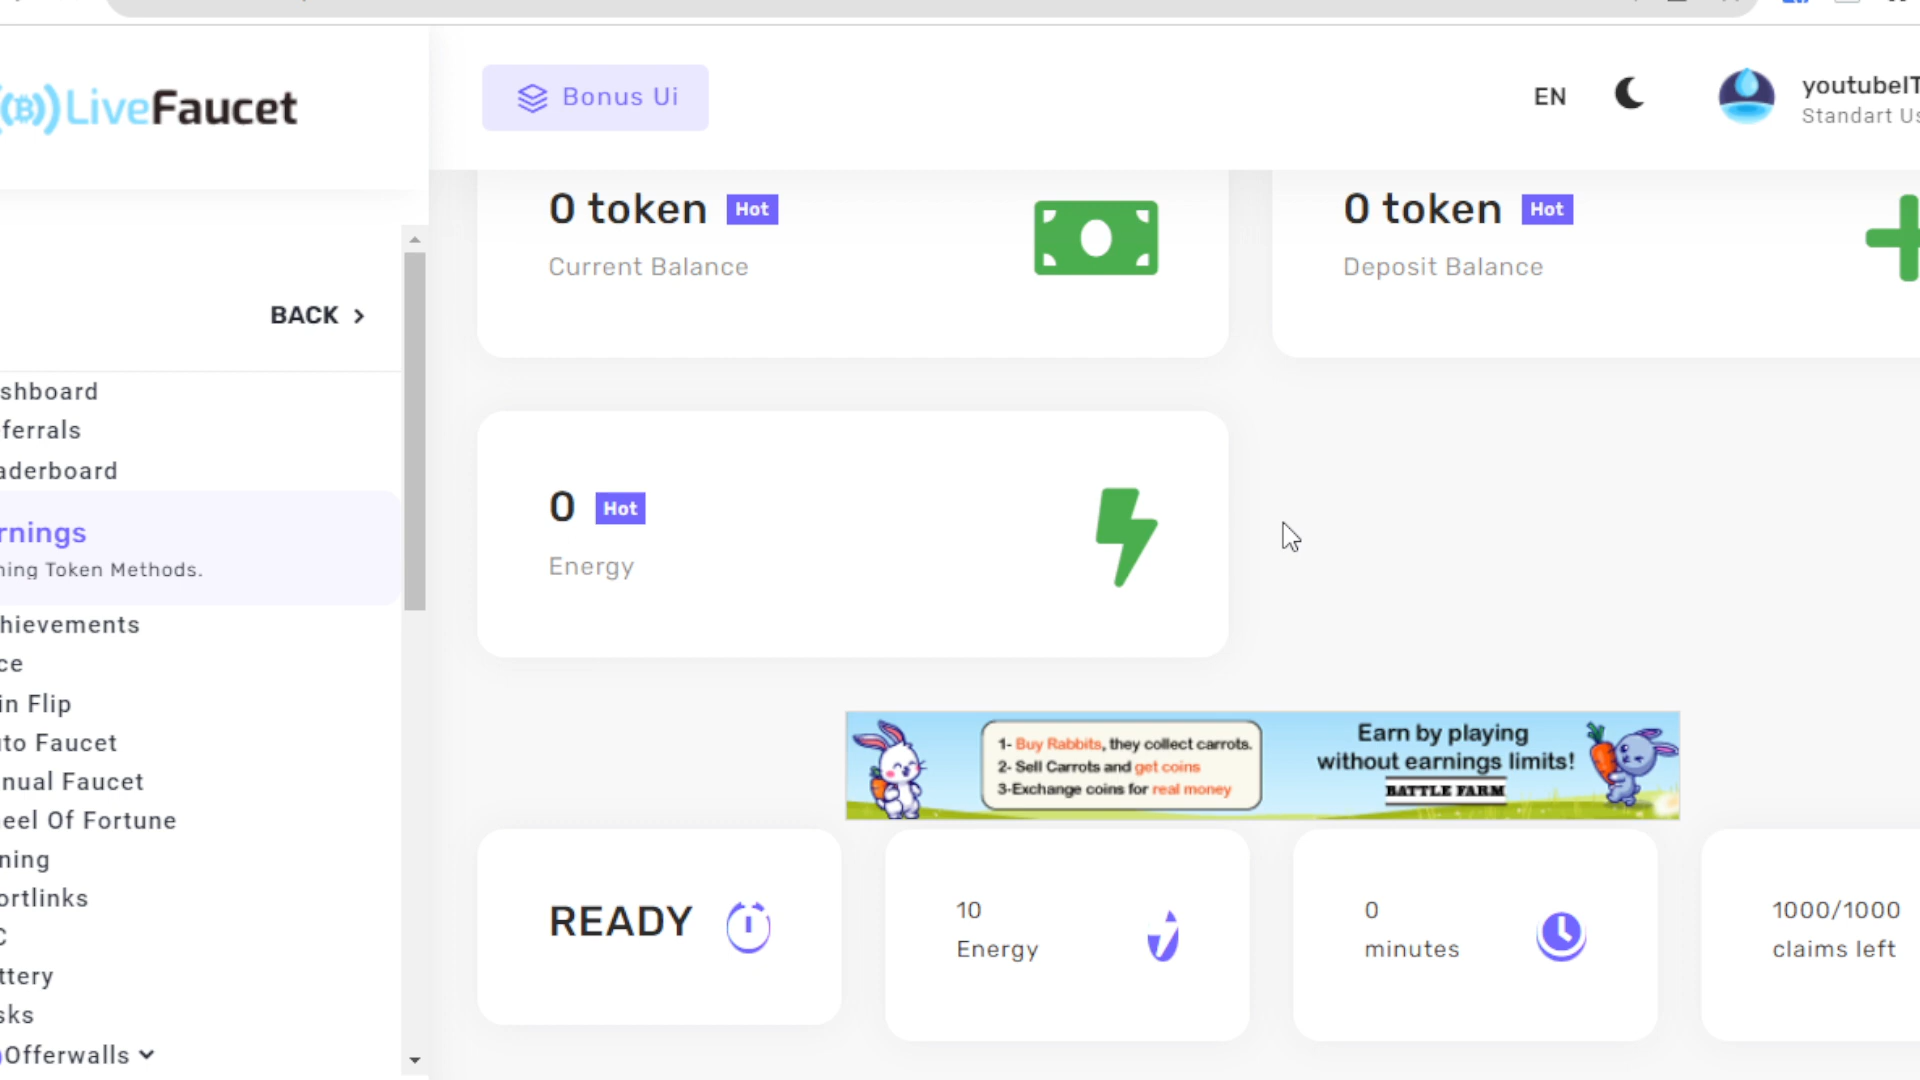 LiveFaucet
Bonus Ui
EN
youtubeIT
Standart Us
BACK
shboard
ferrals
aderboard
rnings
ning Token Methods.
hievements
ce
in Flip
to Faucet
nual Faucet
eel Of Fortune
ning
ortlinks
C
ttery
sks
Offerwalls
0 token Hot
Current Balance
0 token Hot
Deposit Balance
0 Hot
Energy
1- Buy Rabbits, they collect carrots.
2- Sell Carrots and get coins
3-Exchange coins for real money
Earn by playing
without earnings limits!
BATTLE FARM
READY
10
Energy
0
minutes
1000/1000
claims left